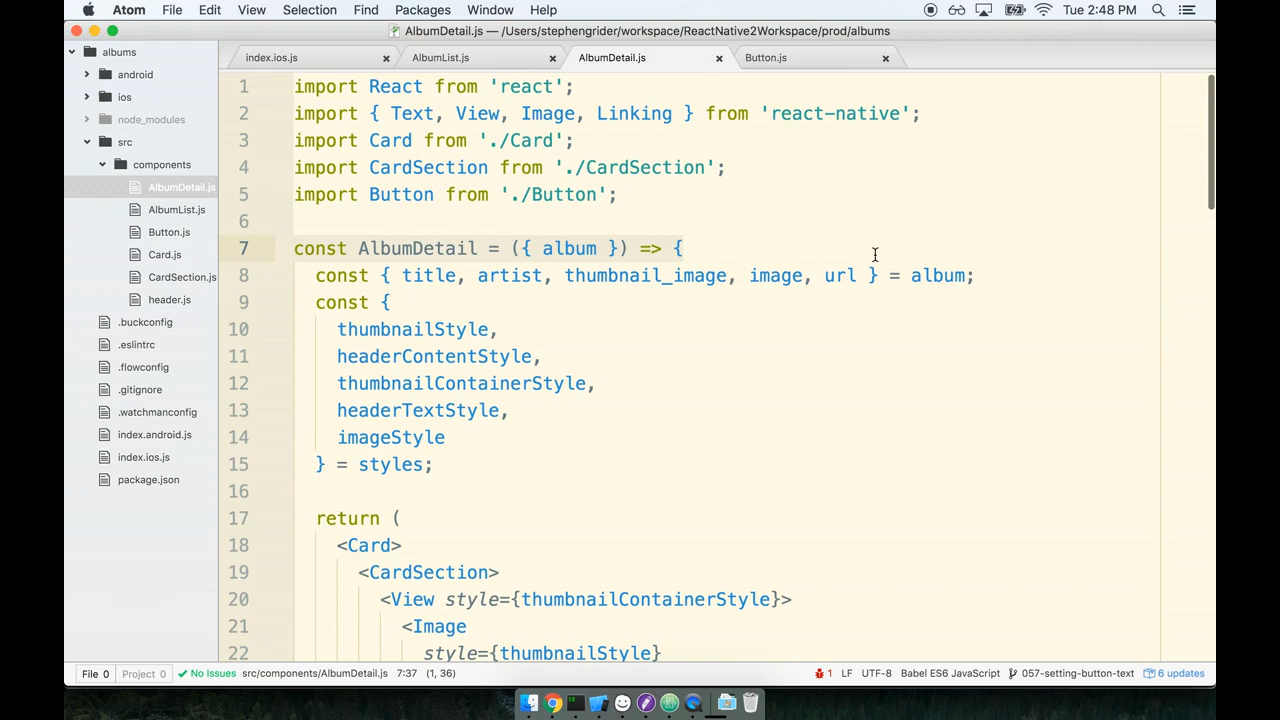 Atom File Edit View Selection Find Packages Window Help Tue 2:48 PM
AlbumDetail.js — /Users/stephengrider/workspace/ReactNative2Workspace/prod/albums
albums
android
ios
node_modules
src
components
AlbumDetail.js
AlbumList.js
Button.js
Card.js
CardSection.js
header.js
.buckconfig
.eslintrc
.flowconfig
.gitignore
.watchmanconfig
index.android.js
index.ios.js
package.json
index.ios.js AlbumList.js AlbumDetail.js Button.js
1 import React from 'react';
2 import { Text, View, Image, Linking } from 'react-native';
3 import Card from './Card';
4 import CardSection from './CardSection';
5 import Button from './Button';
6
7 const AlbumDetail = ({ album }) => {
8 const { title, artist, thumbnail_image, image, url } = album;
9 const {
10 thumbnailStyle,
11 headerContentStyle,
12 thumbnailContainerStyle,
13 headerTextStyle,
14 imageStyle
15 } = styles;
16
17 return (
18 <Card>
19 <CardSection>
20 <View style={thumbnailContainerStyle}>
21 <Image
22 style={thumbnailStyle}
File 0 Project 0 No Issues src/components/AlbumDetail.js 7:37 (1, 36) 1 LF UTF-8 Babel ES6 JavaScript 057-setting-button-text 6 updates